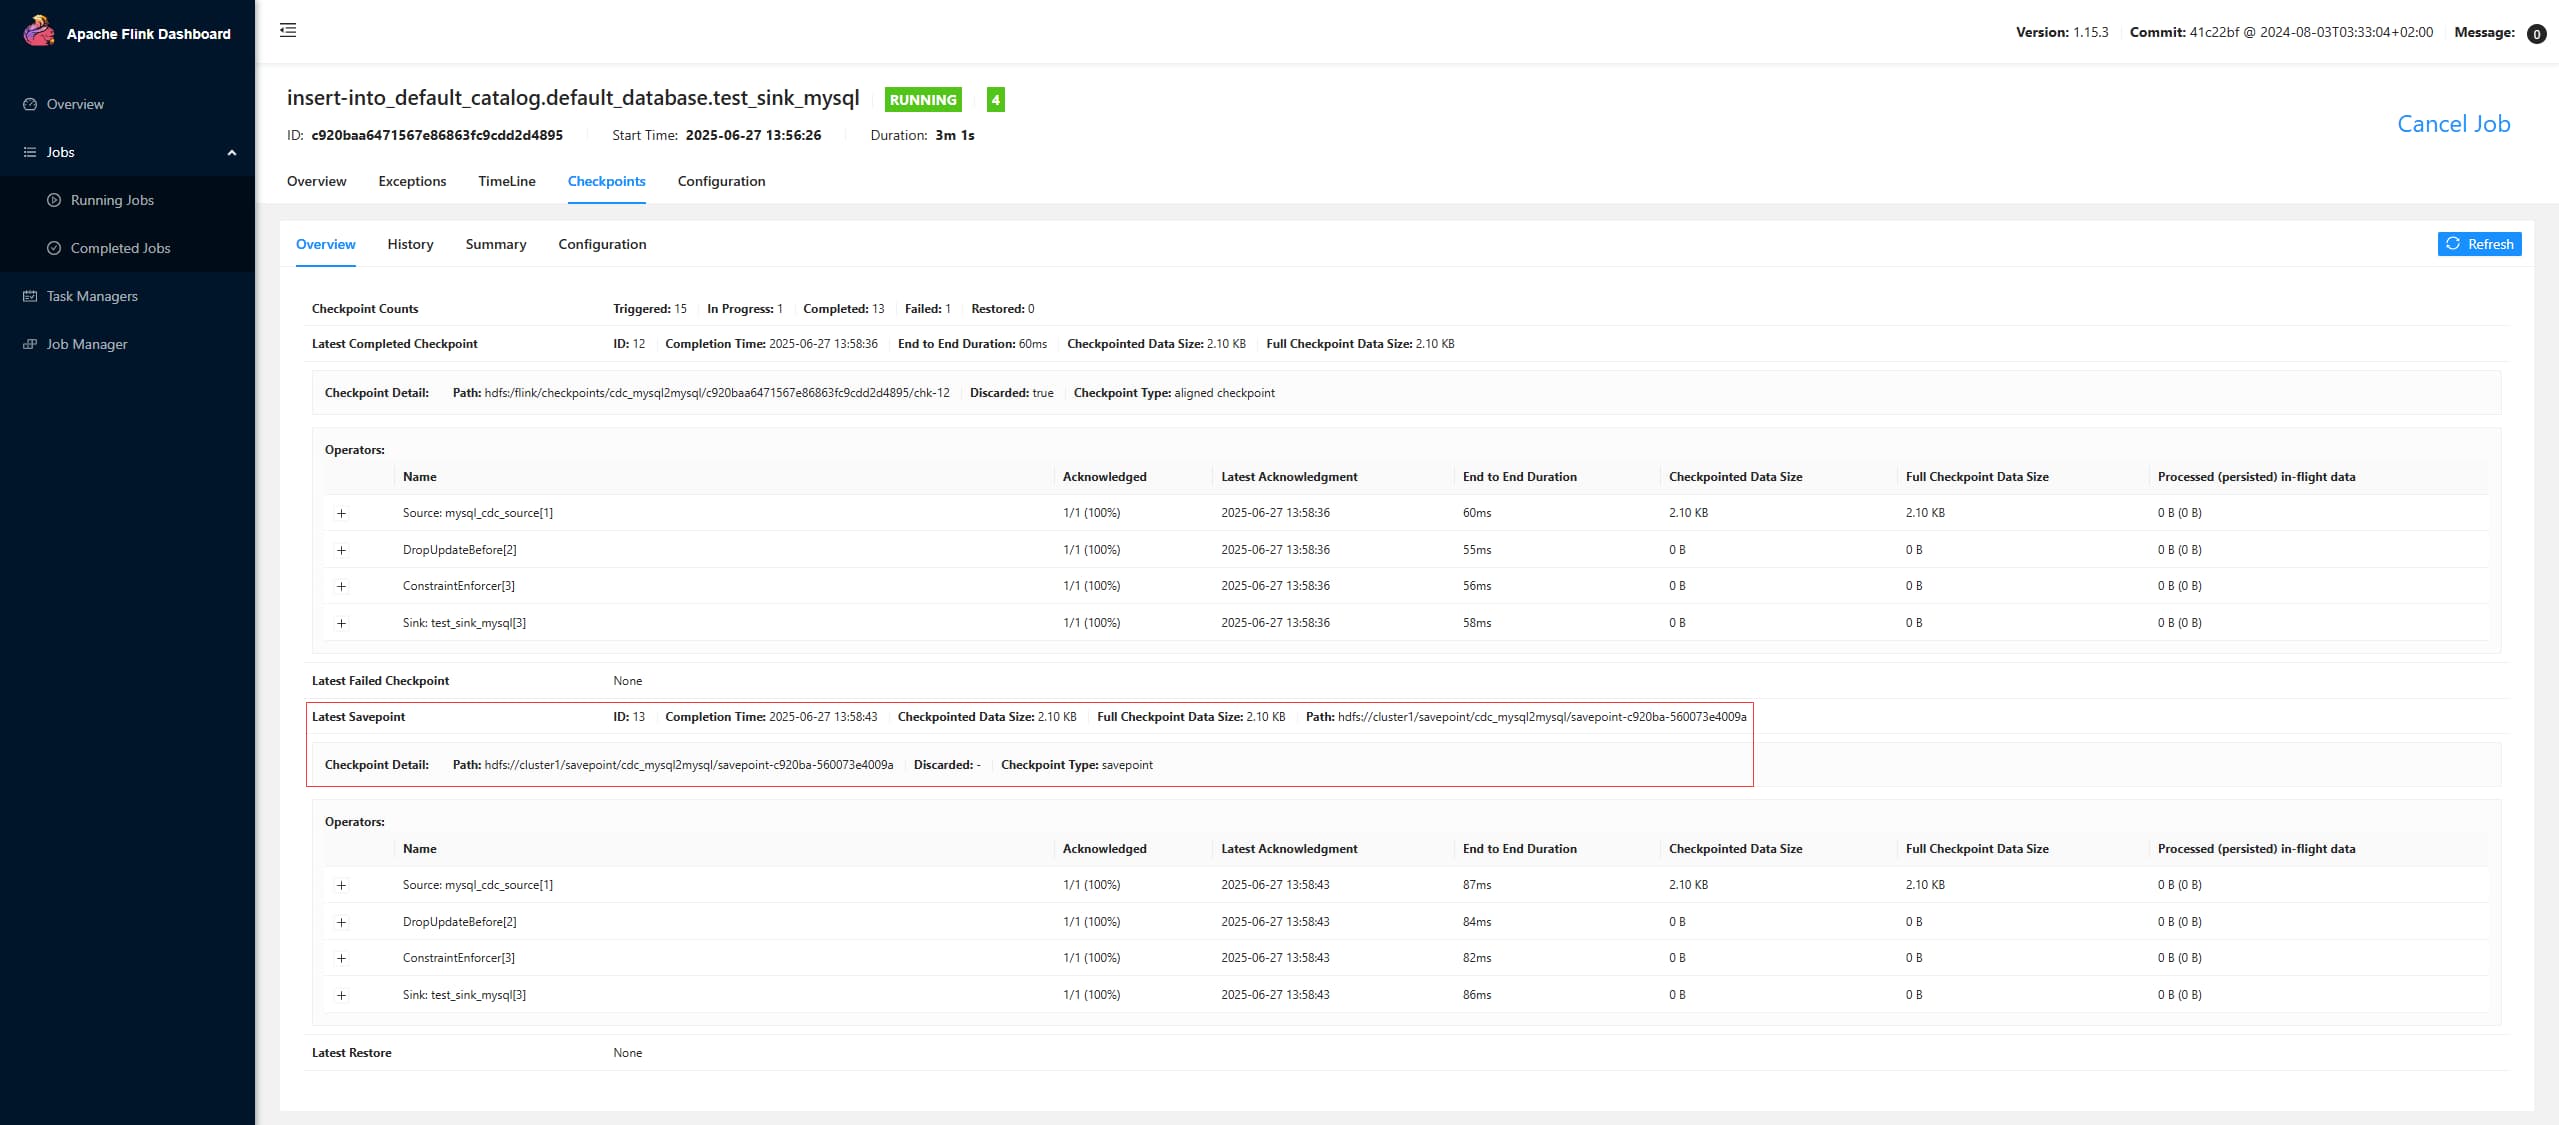 Apache Flink Dashboard
Version: 1.15.3 Commit: 41c22bf @ 2024-08-03T03:33:04+02:00 Message: 0
Overview
Jobs
Running Jobs
Completed Jobs
Task Managers
Job Manager
insert-into_default_catalog.default_database.test_sink_mysql RUNNING 4
ID: c920baa6471567e86863fc9cdd2d4895 Start Time: 2025-06-27 13:56:26 Duration: 3m 1s
Cancel Job
Overview Exceptions TimeLine Checkpoints Configuration
Overview History Summary Configuration Refresh
Checkpoint Counts Triggered: 15 In Progress: 1 Completed: 13 Failed: 1 Restored: 0
Latest Completed Checkpoint ID: 12 Completion Time: 2025-06-27 13:58:36 End to End Duration: 60ms Checkpointed Data Size: 2.10 KB Full Checkpoint Data Size: 2.10 KB
Checkpoint Detail: Path: hdfs:/flink/checkpoints/cdc_mysql2mysql/c920baa6471567e86863fc9cdd2d4895/chk-12 Discarded: true Checkpoint Type: aligned checkpoint
Operators:
Name Acknowledged Latest Acknowledgment End to End Duration Checkpointed Data Size Full Checkpoint Data Size Processed (persisted) in-flight data
+ Source: mysql_cdc_source[1] 1/1 (100%) 2025-06-27 13:58:36 60ms 2.10 KB 2.10 KB 0 B (0 B)
+ DropUpdateBefore[2] 1/1 (100%) 2025-06-27 13:58:36 55ms 0 B 0 B 0 B (0 B)
+ ConstraintEnforcer[3] 1/1 (100%) 2025-06-27 13:58:36 56ms 0 B 0 B 0 B (0 B)
+ Sink: test_sink_mysql[3] 1/1 (100%) 2025-06-27 13:58:36 58ms 0 B 0 B 0 B (0 B)
Latest Failed Checkpoint None
Latest Savepoint ID: 13 Completion Time: 2025-06-27 13:58:43 Checkpointed Data Size: 2.10 KB Full Checkpoint Data Size: 2.10 KB Path: hdfs://cluster1/savepoint/cdc_mysql2mysql/savepoint-c920ba-560073e4009a
Checkpoint Detail: Path: hdfs://cluster1/savepoint/cdc_mysql2mysql/savepoint-c920ba-560073e4009a Discarded: - Checkpoint Type: savepoint
Operators:
Name Acknowledged Latest Acknowledgment End to End Duration Checkpointed Data Size Full Checkpoint Data Size Processed (persisted) in-flight data
+ Source: mysql_cdc_source[1] 1/1 (100%) 2025-06-27 13:58:43 87ms 2.10 KB 2.10 KB 0 B (0 B)
+ DropUpdateBefore[2] 1/1 (100%) 2025-06-27 13:58:43 84ms 0 B 0 B 0 B (0 B)
+ ConstraintEnforcer[3] 1/1 (100%) 2025-06-27 13:58:43 82ms 0 B 0 B 0 B (0 B)
+ Sink: test_sink_mysql[3] 1/1 (100%) 2025-06-27 13:58:43 86ms 0 B 0 B 0 B (0 B)
Latest Restore None